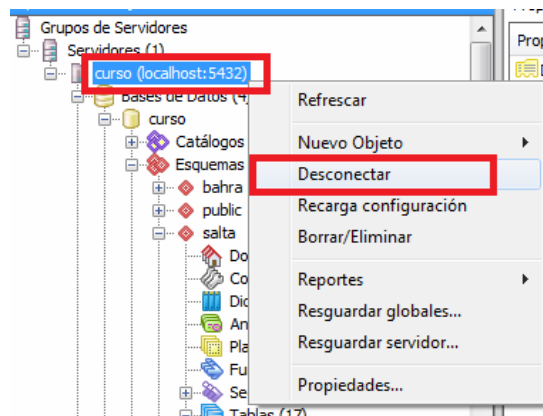 Grupos de Servidores
Servidores (1)
curso (localhost:5432)
Bases de Datos (4)
curso
Catálogos
Esquemas
bahra
public
salta
Do
Co
Dic
An
Pla
Fu
Se
Tablas (17)
Refrescar
Nuevo Objeto
Desconectar
Recarga configuración
Borrar/Eliminar
Reportes
Resguardar globales...
Resguardar servidor...
Propiedades...
Prop